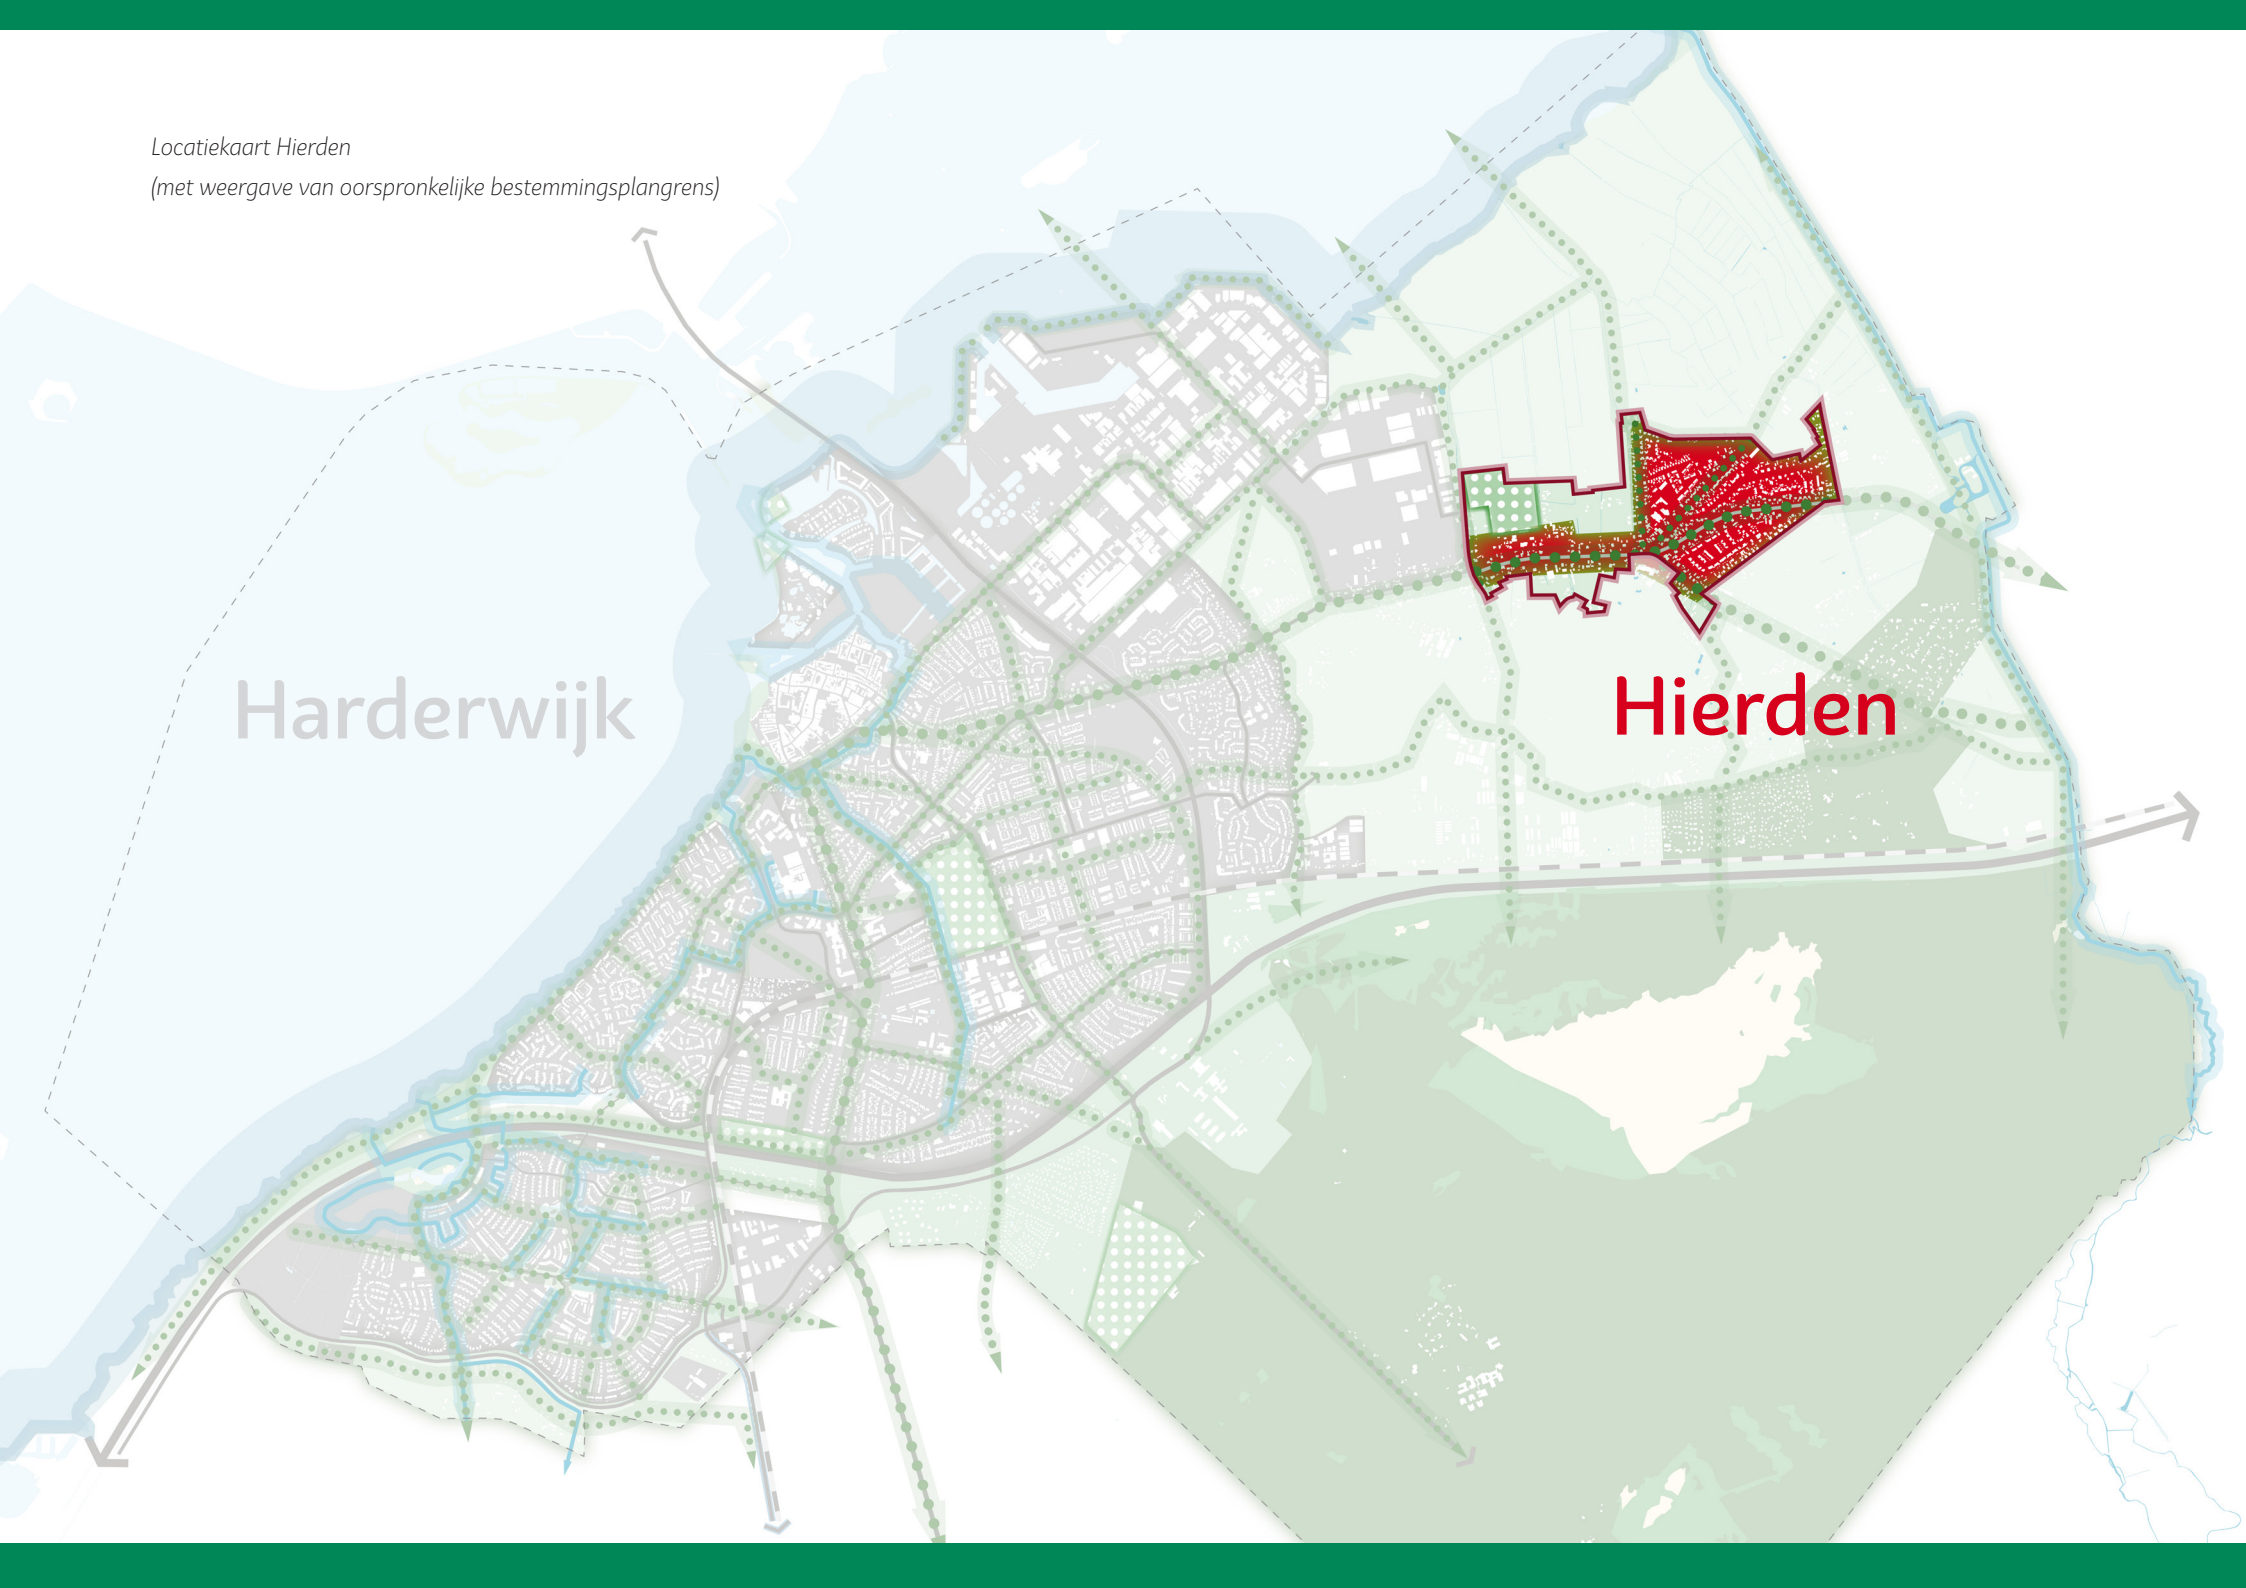 Locatiekaart Hierden
(met weergave van oorspronkelijke bestemmingsplangrens)
Harderwijk
Hierden